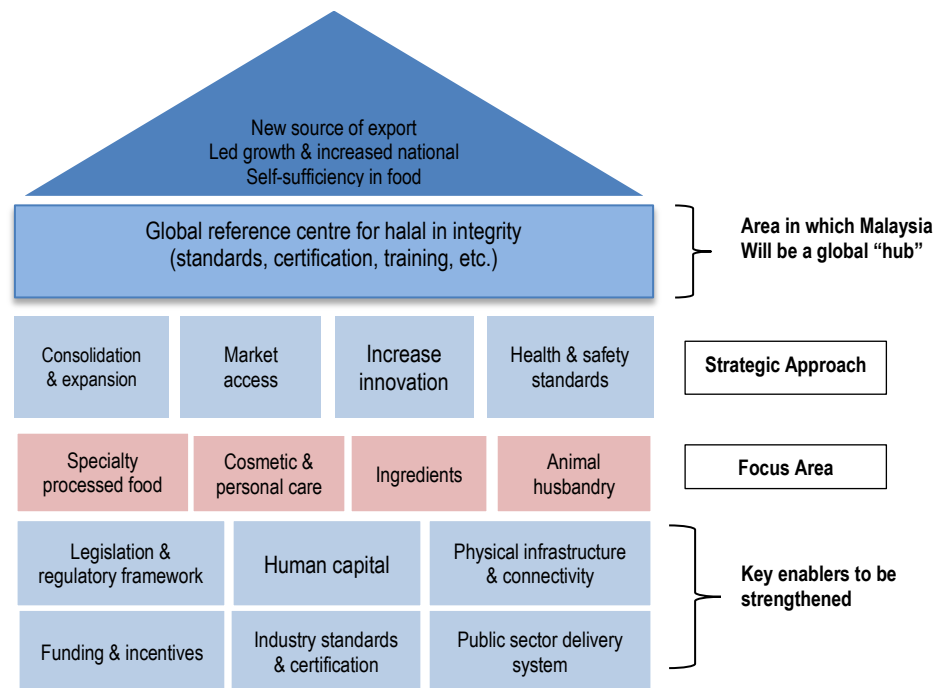 New source of export
Led growth & increased national
Self-sufficiency in food
Global reference centre for halal in integrity
(standards, certification, training, etc.)
Area in which Malaysia
Will be a global “hub”
Consolidation
& expansion
Market
access
Increase
innovation
Health & safety
standards
Strategic Approach
Specialty
processed food
Cosmetic &
personal care
Ingredients
Animal
husbandry
Focus Area
Legislation &
regulatory framework
Human capital
Physical infrastructure
& connectivity
Key enablers to be
strengthened
Funding & incentives
Industry standards
& certification
Public sector delivery
system